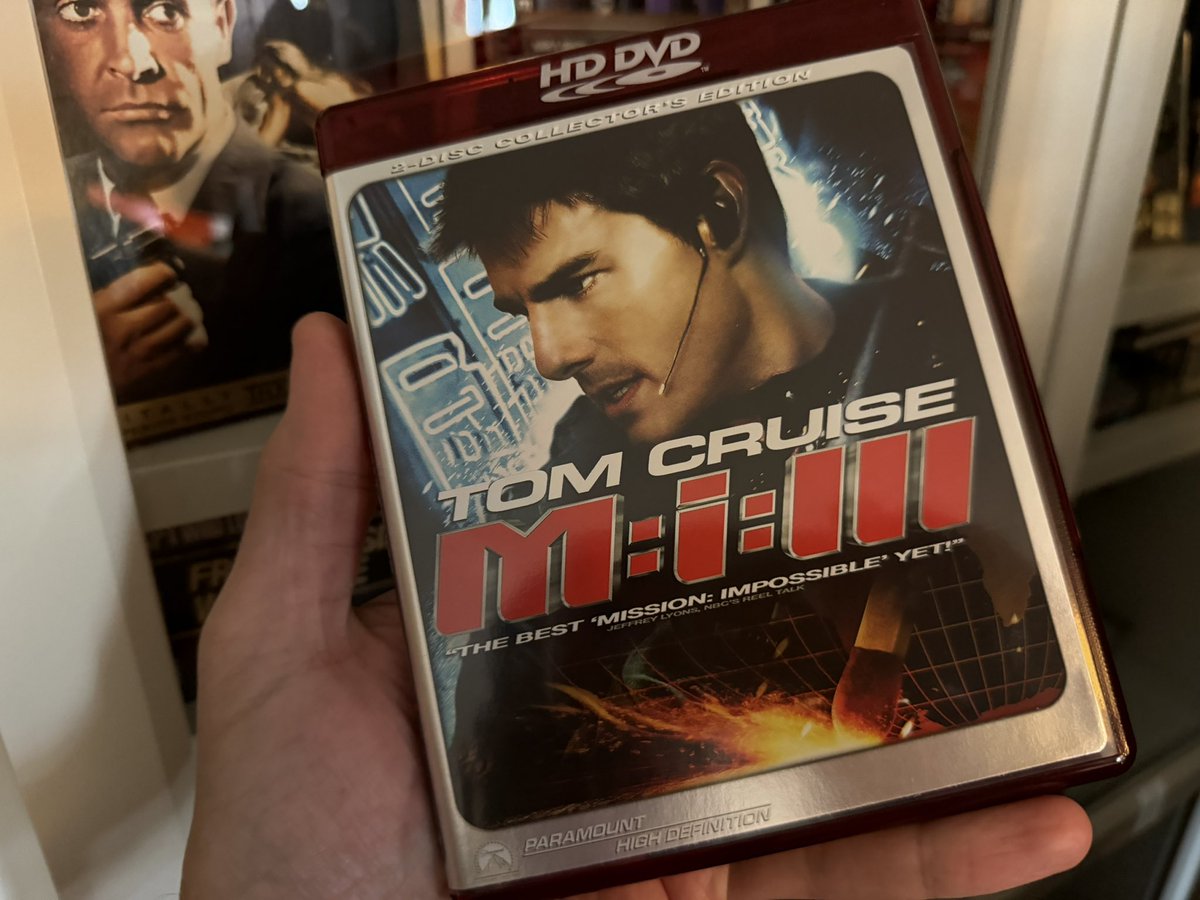 HD DVD™
2-DISC COLLECTOR'S EDITION
TOM CRUISE
M:i:III
"THE BEST 'MISSION: IMPOSSIBLE' YET!"
JEFFREY LYONS, NBC'S REEL TALK
PARAMOUNT
HIGH DEFINITION